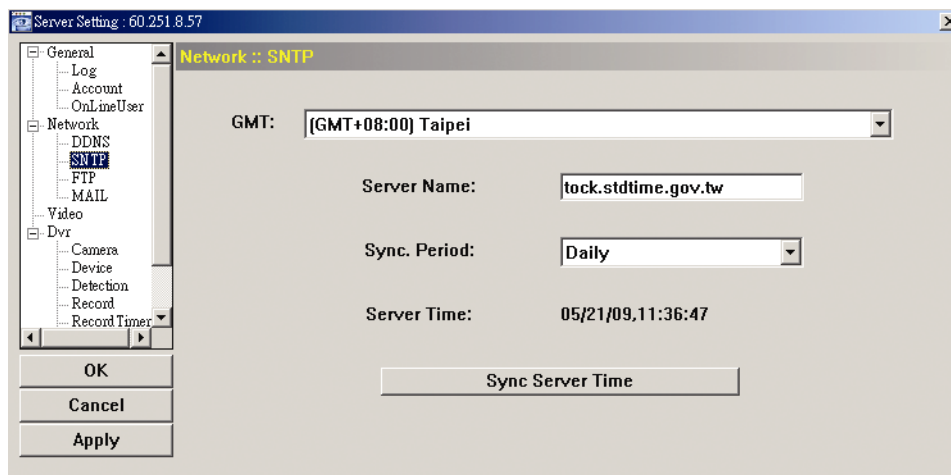 Server Setting : 60.251.8.57
General
Log
Account
OnLineUser
Network
DDNS
SNTP
FTP
MAIL
Video
Dvr
Camera
Device
Detection
Record
Record Timer
OK
Cancel
Apply
Network :: SNTP
GMT: (GMT+08:00) Taipei
Server Name: tock.stdtime.gov.tw
Sync. Period: Daily
Server Time: 05/21/09,11:36:47
Sync Server Time